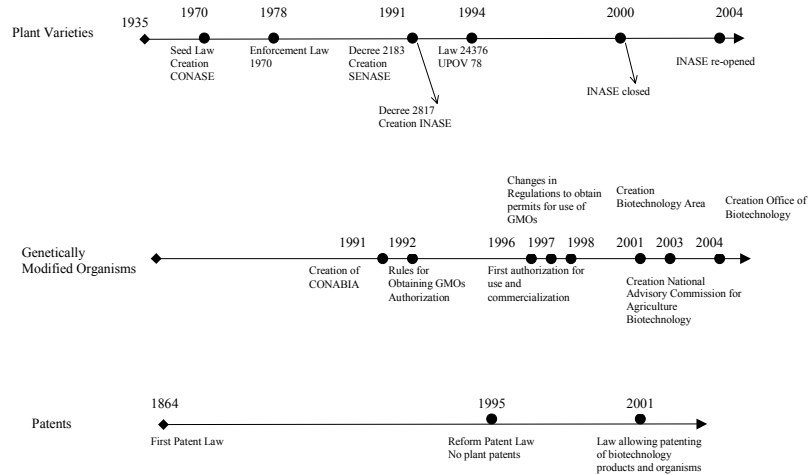 1935
1970
1978
1991
1994
2000
2004
Plant Varieties
Seed Law
Creation
CONASE
Enforcement Law
1970
Decree 2183
Creation
SENASE
Law 24376
UPOV 78
INASE re-opened
INASE closed
Decree 2817
Creation INASE
Changes in
Regulations to obtain
permits for use of
GMOs
Creation
Biotechnology Area
Creation Office of
Biotechnology
Genetically
Modified Organisms
1991
1992
1996
1997
1998
2001
2003
2004
Creation of
CONABIA
Rules for
Obtaining GMOs
Authorization
First authorization for
use and
commercialization
Creation National
Advisory Commission for
Agriculture
Biotechnology
Patents
1864
1995
2001
First Patent Law
Reform Patent Law
No plant patents
Law allowing patenting
of biotechnology
products and organisms